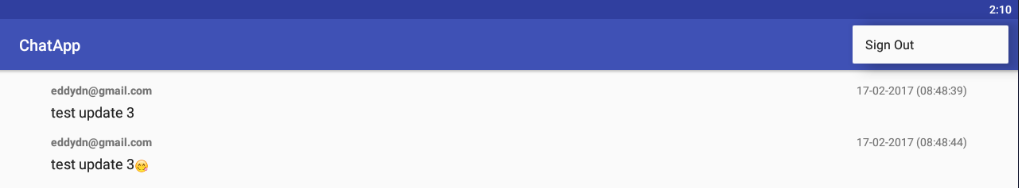 2:10
ChatApp
Sign Out
eddydn@gmail.com 17-02-2017 (08:48:39)
test update 3
eddydn@gmail.com 17-02-2017 (08:48:44)
test update 3😋